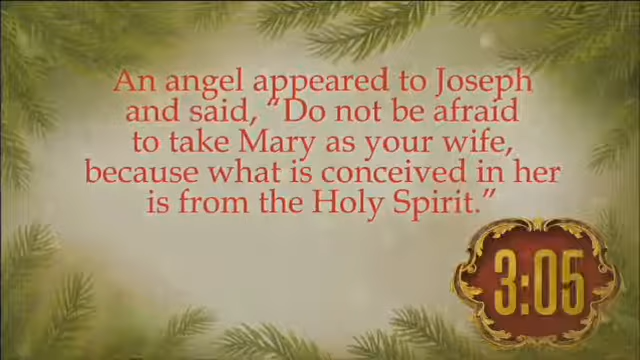 An angel appeared to Joseph
and said, “Do not be afraid
to take Mary as your wife,
because what is conceived in her
is from the Holy Spirit.”
3:05